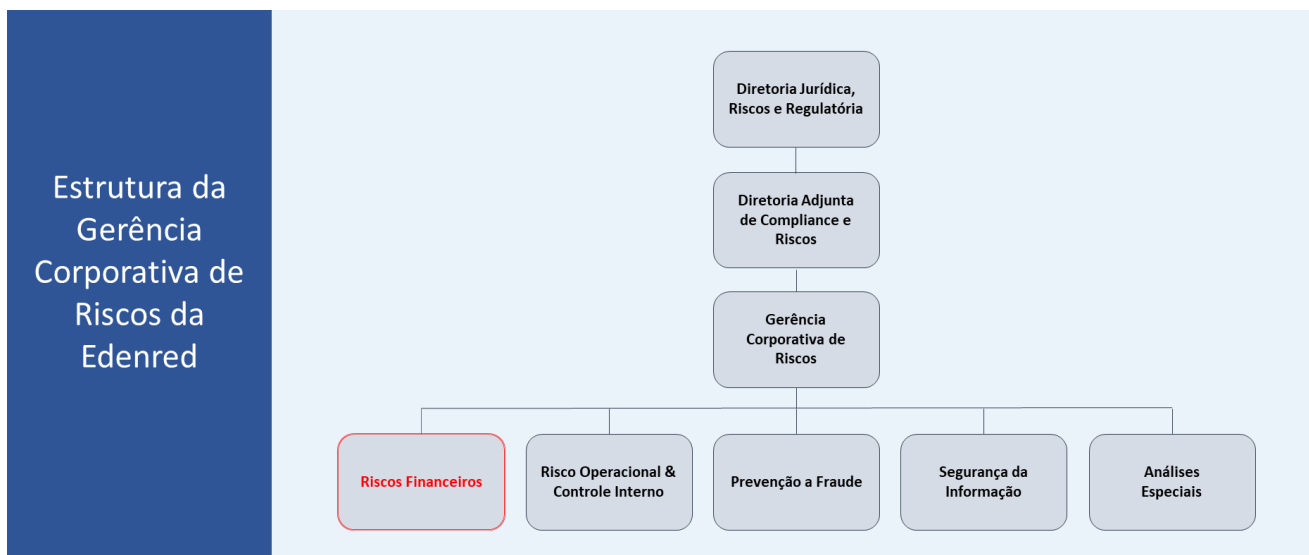 Estrutura da
Gerência
Corporativa de
Riscos da
Edenred
Diretoria Jurídica,
Riscos e Regulatória
Diretoria Adjunta
de Compliance e
Riscos
Gerência
Corporativa de
Riscos
Riscos Financeiros
Risco Operacional &
Controle Interno
Prevenção a Fraude
Segurança da
Informação
Análises
Especiais